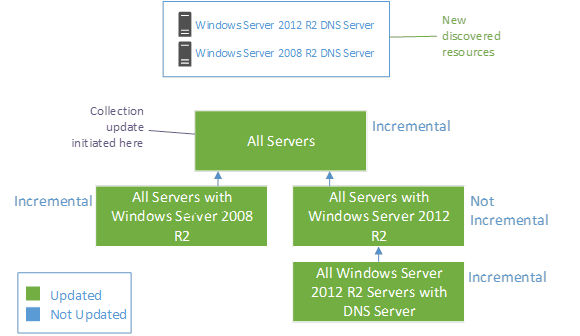 Windows Server 2012 R2 DNS Server
Windows Server 2008 R2 DNS Server
New
discovered
resources
Collection
update
initiated here
All Servers
Incremental
Incremental
All Servers with
Windows Server 2008
R2
All Servers with
Windows Server 2012
R2
Not
Incremental
All Windows Server
2012 R2 Servers with
DNS Server
Incremental
Updated
Not Updated